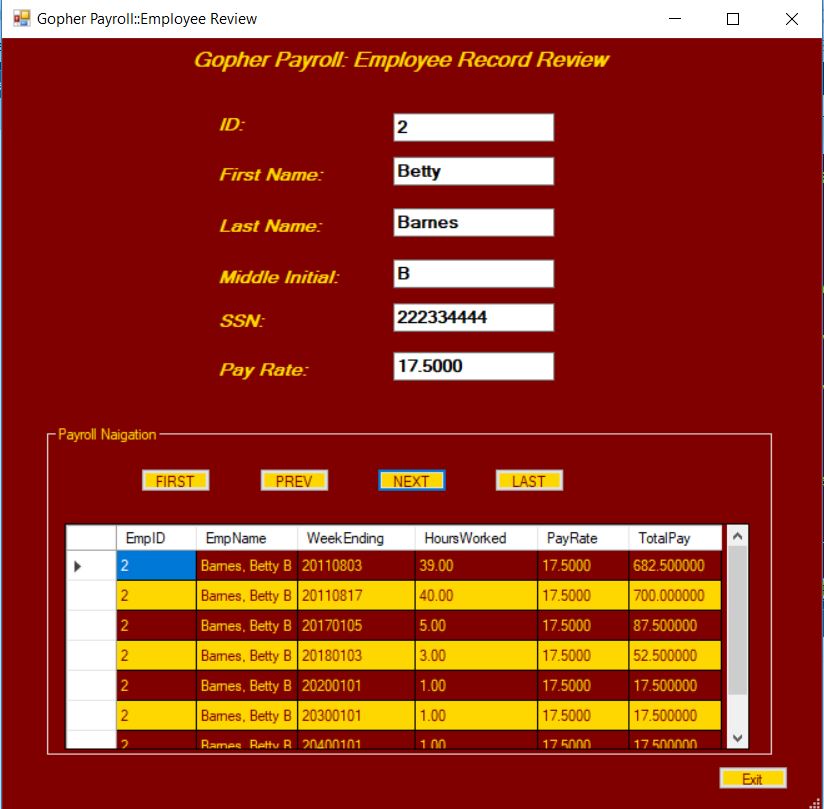 Gopher Payroll::Employee Review
Gopher Payroll: Employee Record Review
ID: 2
First Name: Betty
Last Name: Barnes
Middle Initial: B
SSN: 222334444
Pay Rate: 17.5000
Payroll Naigation
FIRST PREV NEXT LAST
EmpID EmpName WeekEnding HoursWorked PayRate TotalPay
2 Barnes, Betty B 20110803 39.00 17.5000 682.500000
2 Barnes, Betty B 20110817 40.00 17.5000 700.000000
2 Barnes, Betty B 20170105 5.00 17.5000 87.500000
2 Barnes, Betty B 20180103 3.00 17.5000 52.500000
2 Barnes, Betty B 20200101 1.00 17.5000 17.500000
2 Barnes, Betty B 20300101 1.00 17.5000 17.500000
2 Barnes, Betty B 20400101 1.00 17.5000 17.500000
Exit